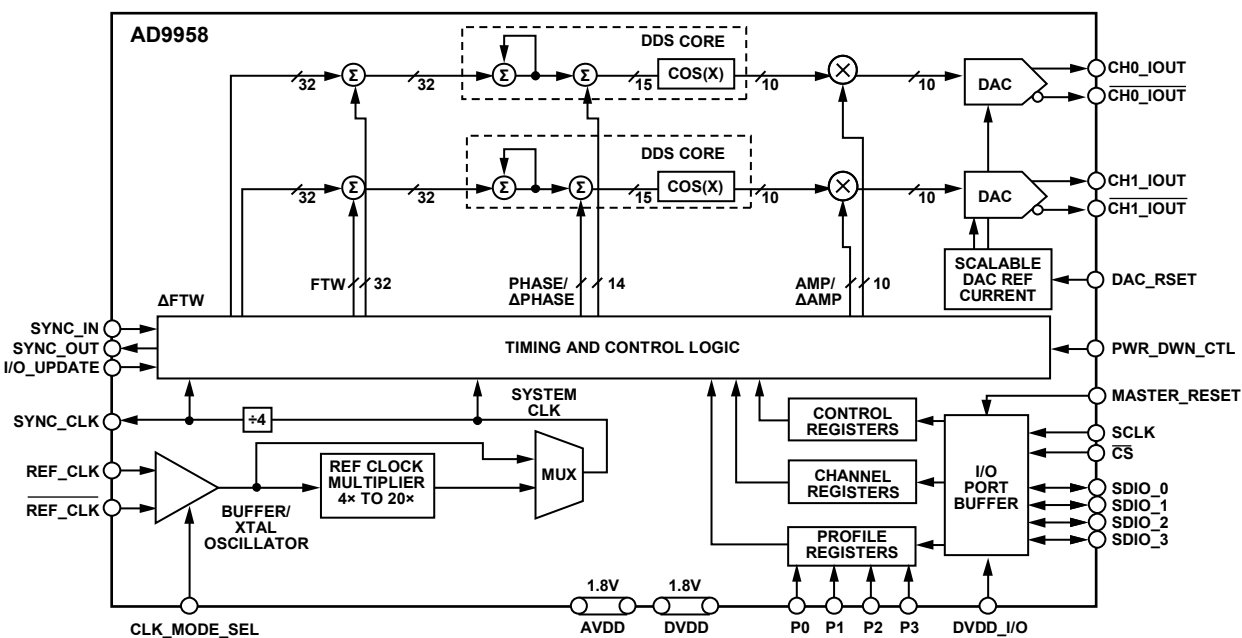 AD9958
DDS CORE
32
Σ
32
Σ
Σ
15
COS(X)
10
×
10
DAC
CH0_IOUT
CH0_IOUT
DDS CORE
32
Σ
32
Σ
Σ
15
COS(X)
10
×
10
DAC
CH1_IOUT
CH1_IOUT
ΔFTW
FTW
32
PHASE/
ΔPHASE
14
AMP/
ΔAMP
10
SCALABLE
DAC REF
CURRENT
DAC_RSET
SYNC_IN
SYNC_OUT
I/O_UPDATE
TIMING AND CONTROL LOGIC
PWR_DWN_CTL
SYNC_CLK
÷4
SYSTEM
CLK
REF_CLK
REF_CLK
BUFFER/
XTAL
OSCILLATOR
REF CLOCK
MULTIPLIER
4× TO 20×
MUX
CONTROL
REGISTERS
CHANNEL
REGISTERS
PROFILE
REGISTERS
I/O
PORT
BUFFER
MASTER_RESET
SCLK
CS
SDIO_0
SDIO_1
SDIO_2
SDIO_3
CLK_MODE_SEL
1.8V
AVDD
1.8V
DVDD
P0
P1
P2
P3
DVDD_I/O